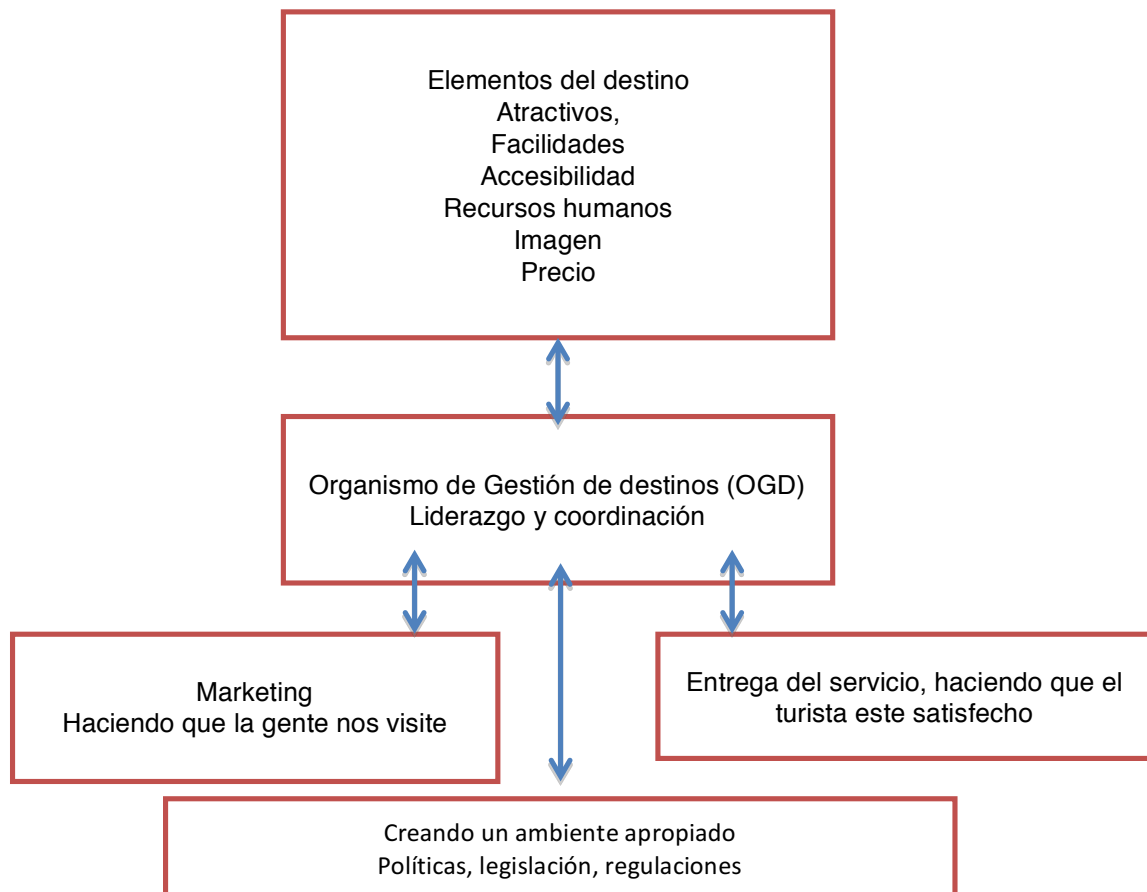 Elementos del destino
Atractivos,
Facilidades
Accesibilidad
Recursos humanos
Imagen
Precio
Organismo de Gestión de destinos (OGD)
Liderazgo y coordinación
Marketing
Haciendo que la gente nos visite
Entrega del servicio, haciendo que el
turista este satisfecho
Creando un ambiente apropiado
Políticas, legislación, regulaciones